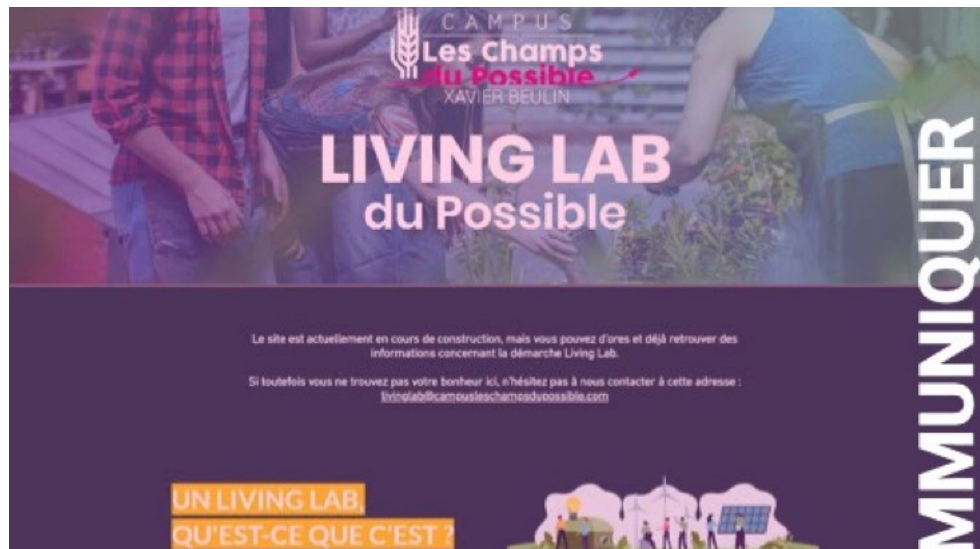 CAMPUS
Les Champs
du Possible
XAVIER BEULIN
LIVING LAB
du Possible
Le site est actuellement en cours de construction, mais vous pouvez d'ores et déjà retrouver des
informations concernant la démarche Living Lab.
Si toutefois vous ne trouvez pas votre bonheur ici, n'hésitez pas à nous contacter à cette adresse :
livinglab@campusleschampsdupossible.com
UN LIVING LAB,
QU'EST-CE QUE C'EST ?
MMUNIQUER